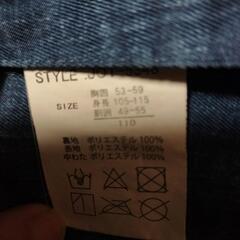 STYLE
SIZE
胸囲 53-59
身長 105-115
胴囲 49-55
110
裏地 ポリエステル 100%
表地 ポリエステル 100%
中わた ポリエステル 100%